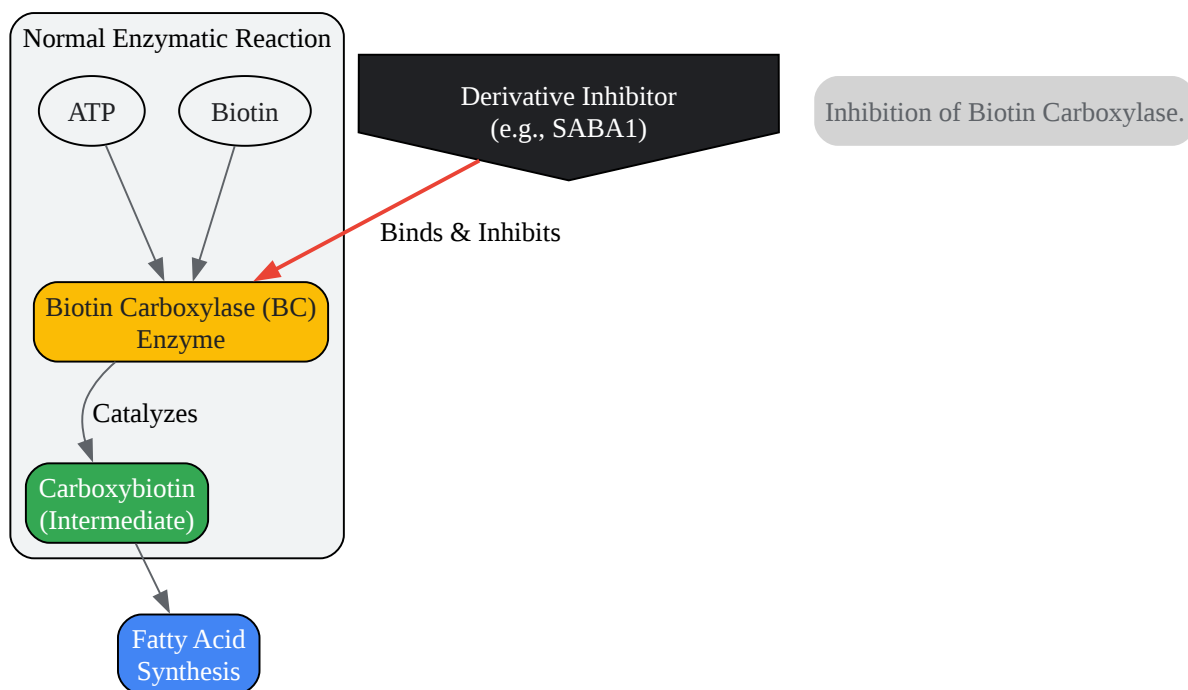 Normal Enzymatic Reaction
ATP
Biotin
Derivative Inhibitor
(e.g., SABA1)
Inhibition of Biotin Carboxylase.
Binds & Inhibits
Biotin Carboxylase (BC)
Enzyme
Catalyzes
Carboxybiotin
(Intermediate)
Fatty Acid
Synthesis